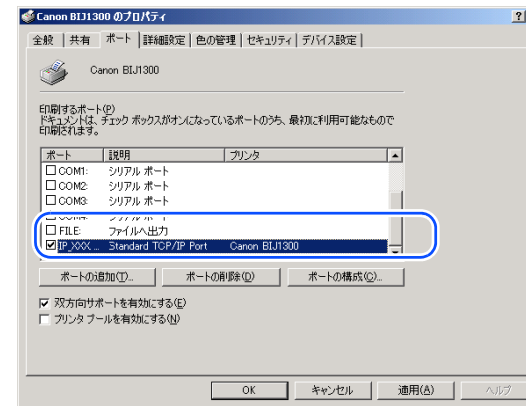 Canon BIJ1300 のプロパティ
?
全般 共有 ポート 詳細設定 色の管理 セキュリティ デバイス設定
Canon BIJ1300
印刷するポート(P)
ドキュメントは、チェック ボックスがオンになっているポートのうち、最初に利用可能なもので
印刷されます。
ポート 説明 プリンタ
COM1: シリアル ポート
COM2: シリアル ポート
COM3: シリアル ポート
COM4: シリアル ポート
FILE: ファイルへ出力
IP_XXX... Standard TCP/IP Port Canon BIJ1300
ポートの追加(T)... ポートの削除(D) ポートの構成(C)...
双方向サポートを有効にする(E)
プリンタ プールを有効にする(N)
OK キャンセル 適用(A) ヘルプ